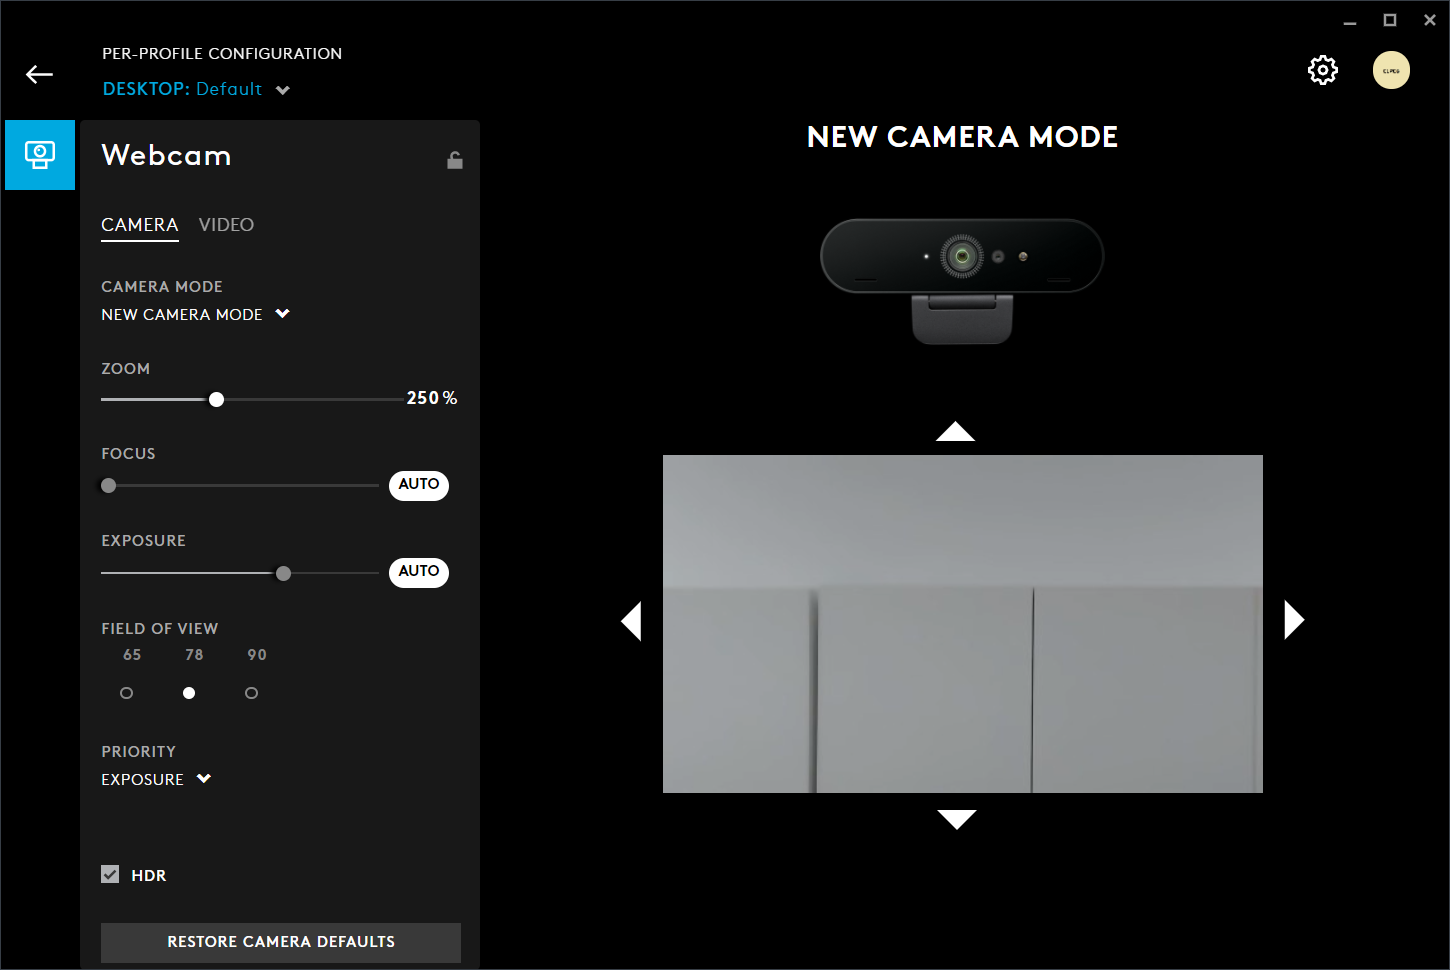 PER-PROFILE CONFIGURATION
DESKTOP: Default
Webcam
CAMERA VIDEO
CAMERA MODE
NEW CAMERA MODE
ZOOM
250 %
FOCUS
AUTO
EXPOSURE
AUTO
FIELD OF VIEW
65 78 90
PRIORITY
EXPOSURE
HDR
RESTORE CAMERA DEFAULTS
NEW CAMERA MODE